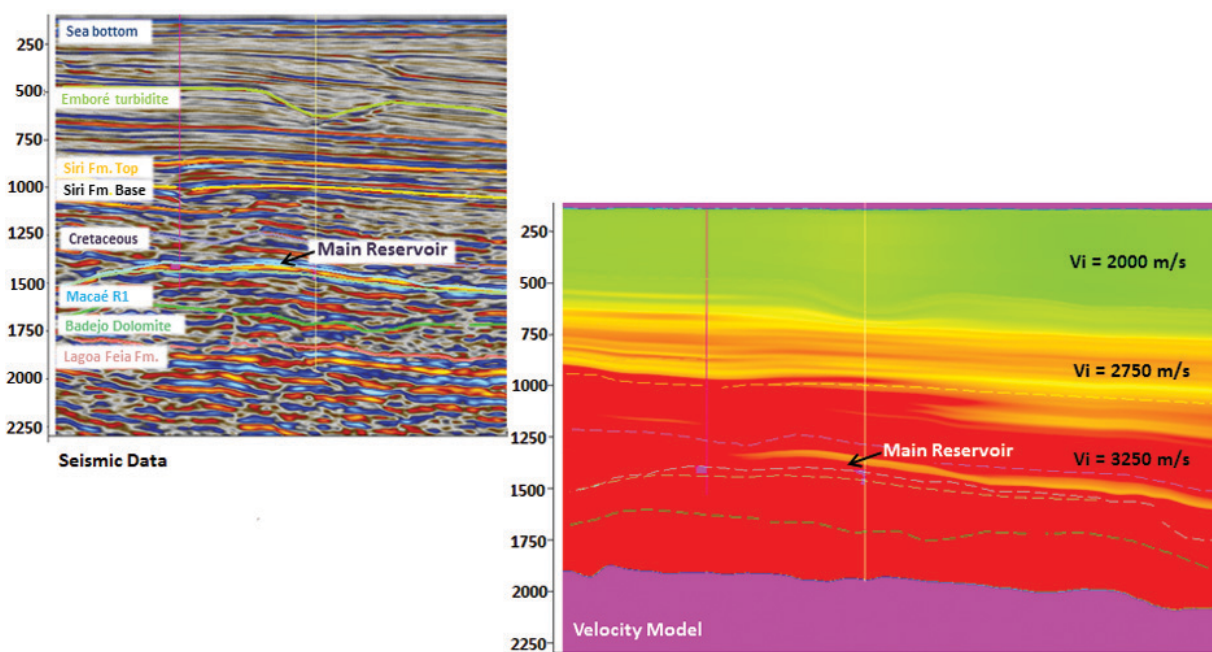 250
500
750
1000
1250
1500
1750
2000
2250
Sea bottom
Emboré turbidite
Siri Fm. Top
Siri Fm. Base
Cretaceous
Main Reservoir
Macaé R1
Badejo Dolomite
Lagoa Feia Fm.
Seismic Data
250
500
750
1000
1250
1500
1750
2000
2250
Vi = 2000 m/s
Vi = 2750 m/s
Main Reservoir
Vi = 3250 m/s
Velocity Model